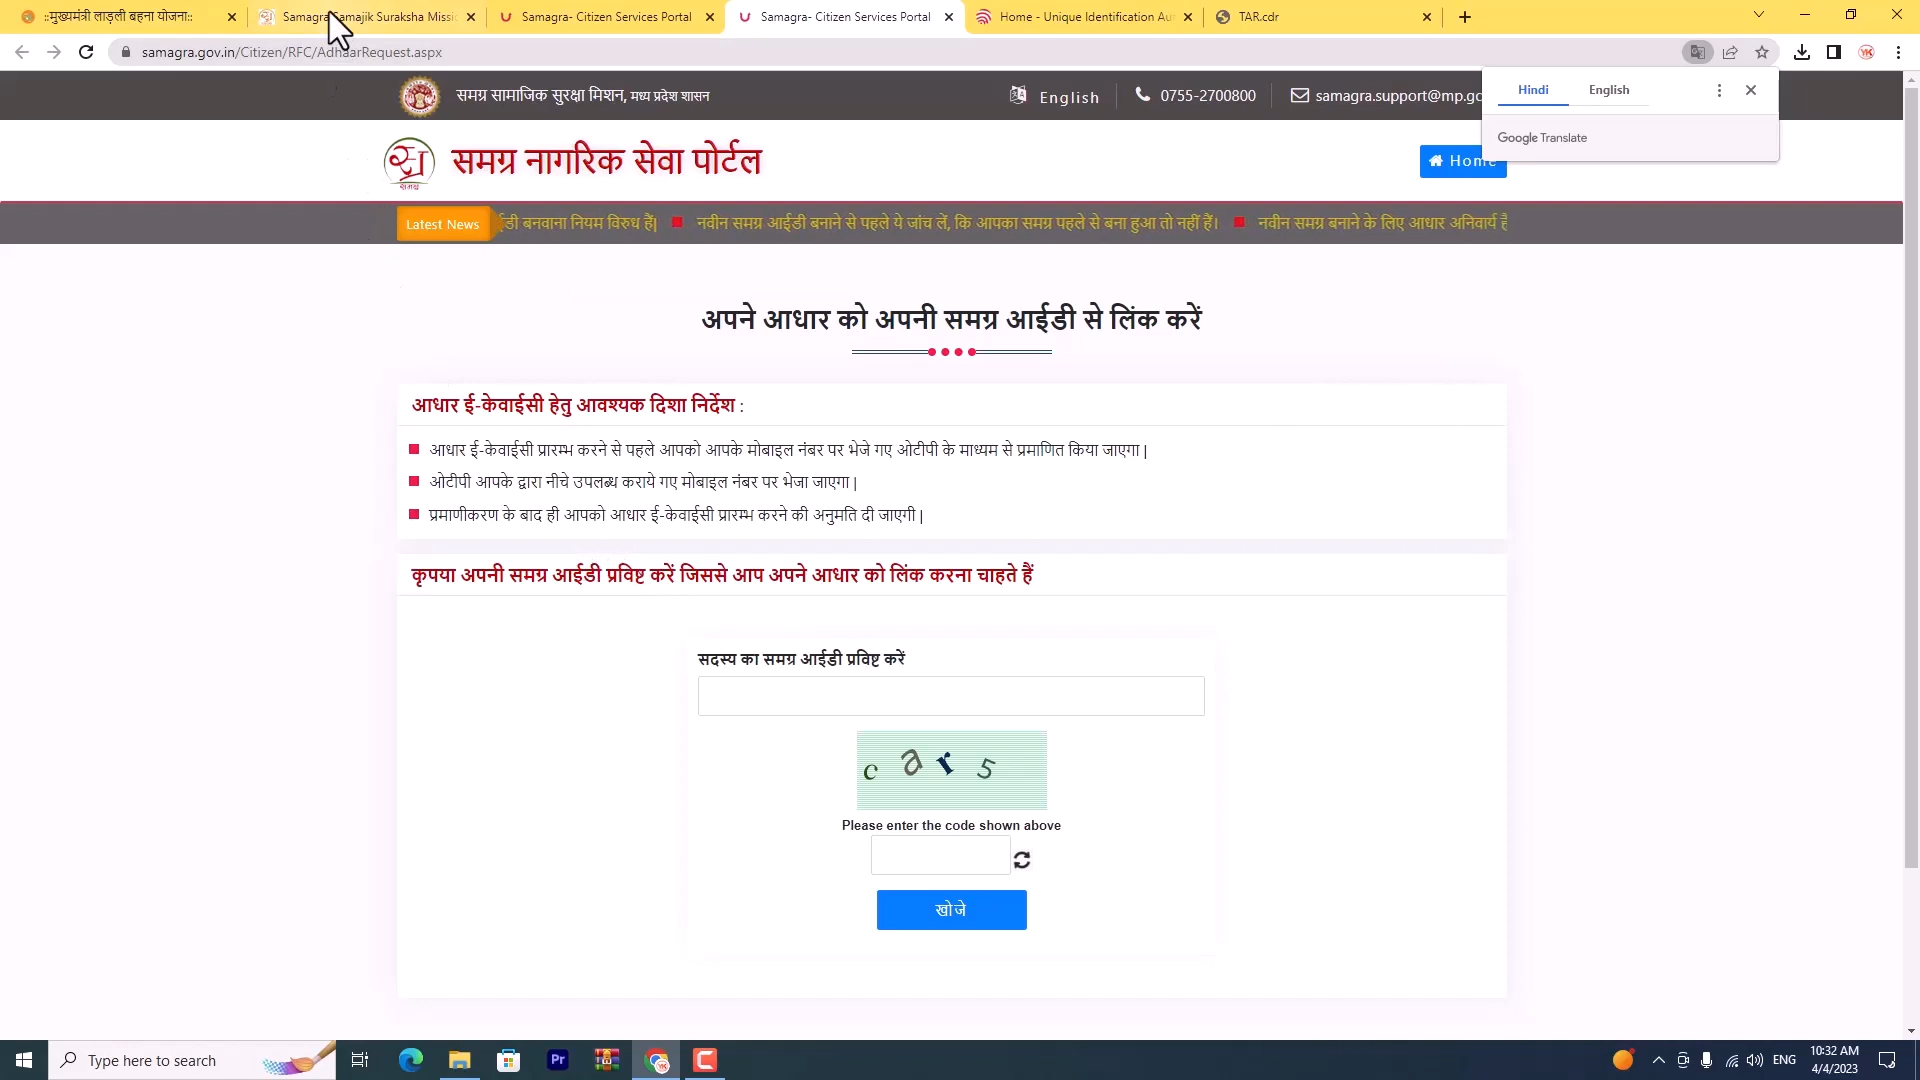 ::मुख्यमंत्री लाड़ली बहना योजना::
Samagra Samajik Suraksha Missi
Samagra- Citizen Services Portal
Samagra- Citizen Services Portal
Home - Unique Identification Au
TAR.cdr
samagra.gov.in/Citizen/RFC/AdhaarRequest.aspx
समग्र सामाजिक सुरक्षा मिशन, मध्य प्रदेश शासन
English
0755-2700800
samagra.support@mp.gc
Hindi
English
Google Translate
समग्र
समग्र नागरिक सेवा पोर्टल
Home
Latest News
ईडी बनवाना नियम विरुध हैं|
नवीन समग्र आईडी बनाने से पहले ये जांच लें, कि आपका समग्र पहले से बना हुआ तो नहीं हैं।
नवीन समग्र बनाने के लिए आधार अनिवार्य है
अपने आधार को अपनी समग्र आईडी से लिंक करें
आधार ई-केवाईसी हेतु आवश्यक दिशा निर्देश :
आधार ई-केवाईसी प्रारम्भ करने से पहले आपको आपके मोबाइल नंबर पर भेजे गए ओटीपी के माध्यम से प्रमाणित किया जाएगा |
ओटीपी आपके द्वारा नीचे उपलब्ध कराये गए मोबाइल नंबर पर भेजा जाएगा |
प्रमाणीकरण के बाद ही आपको आधार ई-केवाईसी प्रारम्भ करने की अनुमति दी जाएगी |
कृपया अपनी समग्र आईडी प्रविष्ट करें जिससे आप अपने आधार को लिंक करना चाहते हैं
सदस्य का समग्र आईडी प्रविष्ट करें
c a r 5
Please enter the code shown above
खोजे
Type here to search
Pr
YK
ENG
10:32 AM
4/4/2023